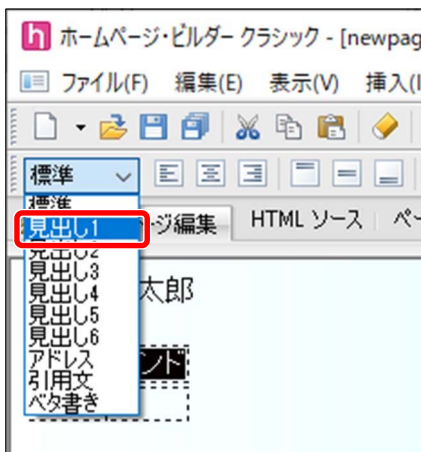 ホームページ・ビルダー クラシック - [newpag
ファイル(F) 編集(E) 表示(V) 挿入(I
標準
標準
見出し1
ジ編集 HTML ソース ペー
見出し2
見出し3
太郎
見出し4
見出し5
見出し6
アドレス
ンド
引用文
ベタ書き